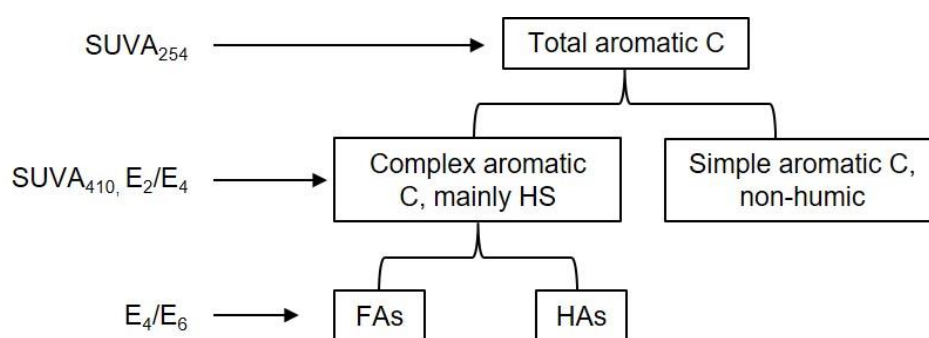 SUVA₂₅₄
Total aromatic C
SUVA₄₁₀, E₂/E₄
Complex aromatic
C, mainly HS
Simple aromatic C,
non-humic
E₄/E₆
FAs
HAs